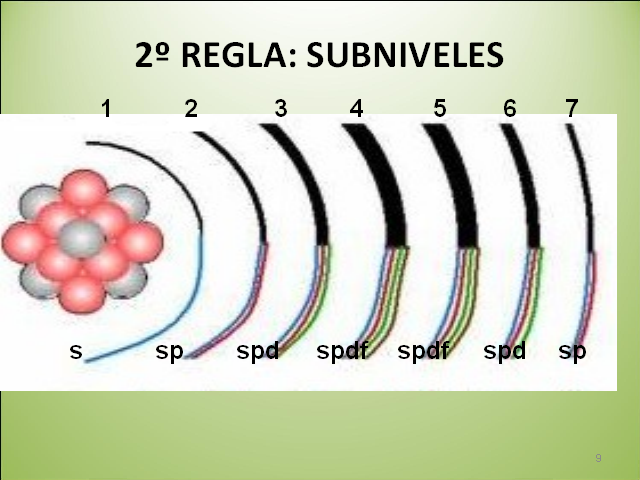 2º REGLA: SUBNIVELES
1 2 3 4 5 6 7
s sp spd spdf spdf spd sp
9